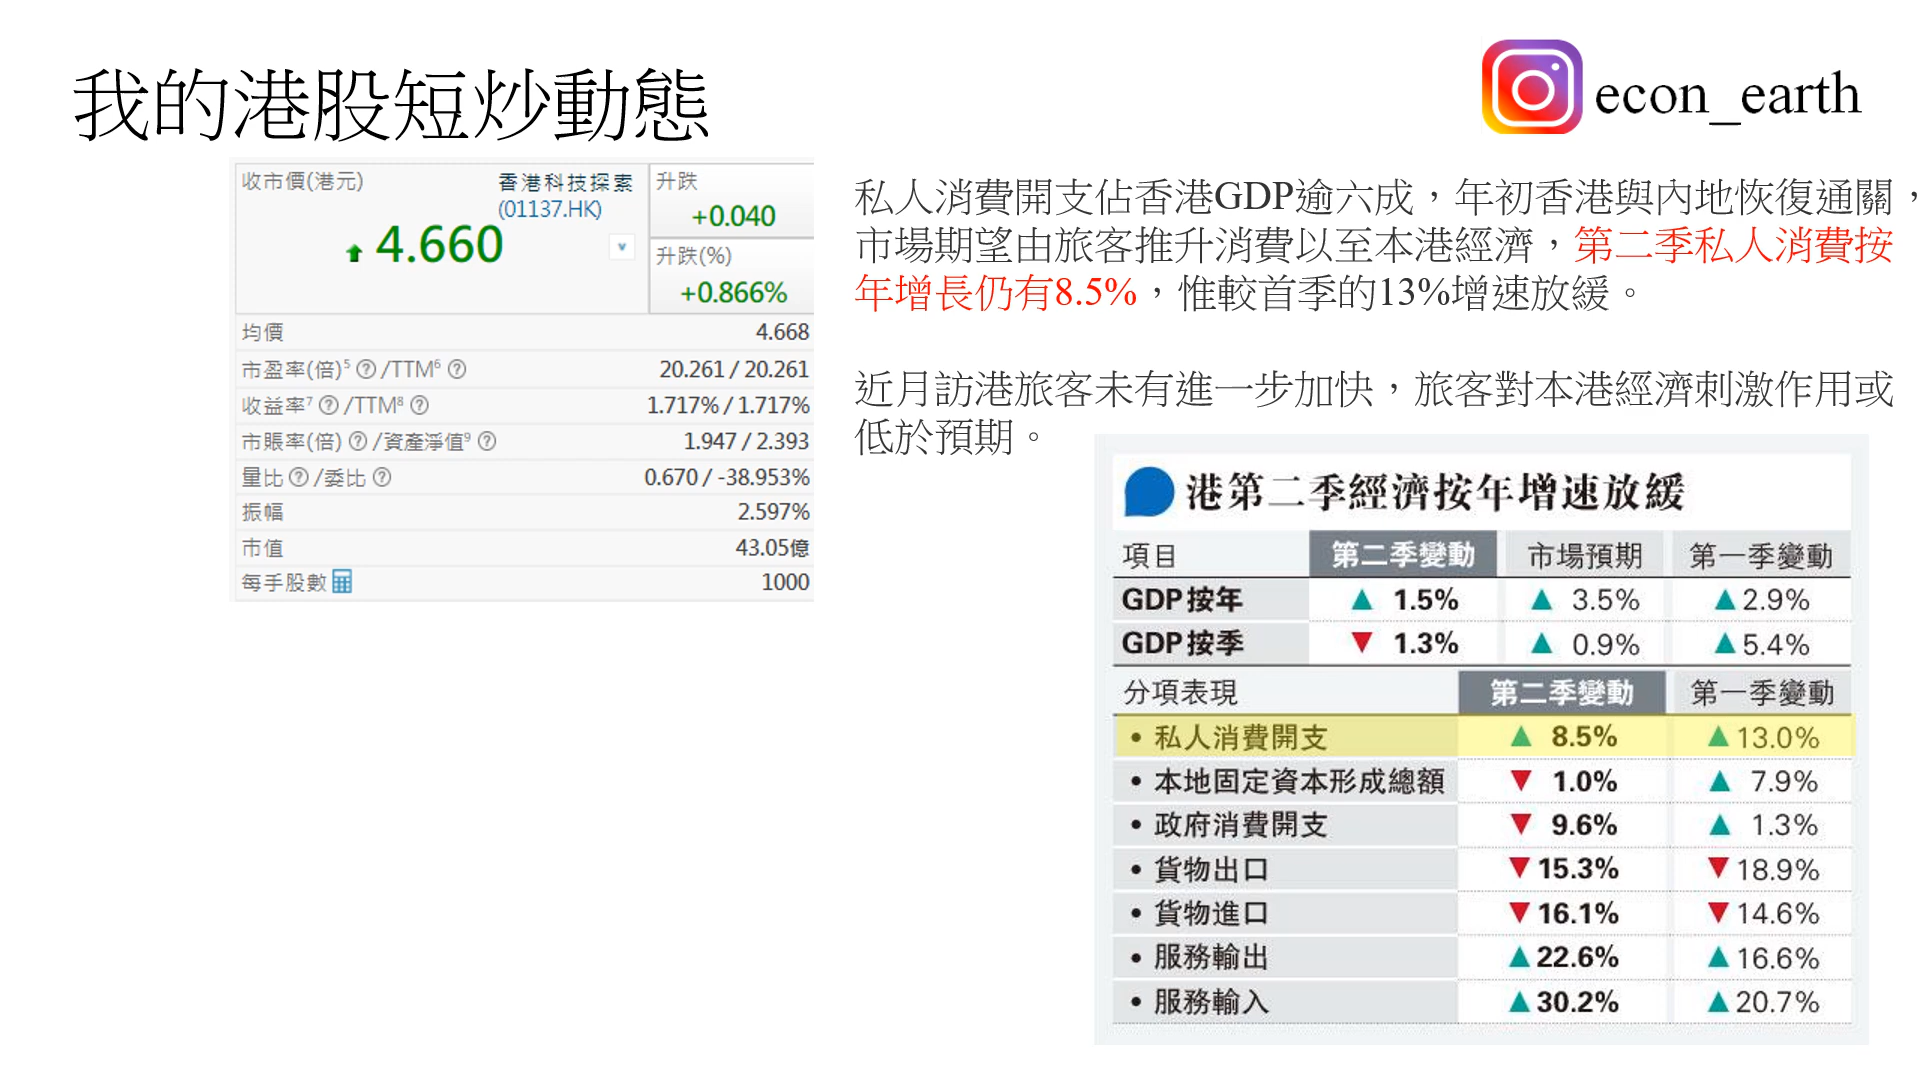 我的港股短炒動態
econ_earth
收市價(港元)
香港科技探索
(01137.HK)
4.660
升跌
+0.040
升跌(%)
+0.866%
均價 4.668
市盈率(倍)⁵ /TTM⁶ 20.261 / 20.261
收益率⁷ /TTM⁸ 1.717% / 1.717%
市賬率(倍) /資產淨值⁹ 1.947 / 2.393
量比 /委比 0.670 / -38.953%
振幅 2.597%
市值 43.05億
每手股數 1000
私人消費開支佔香港GDP逾六成，年初香港與內地恢復通關，
市場期望由旅客推升消費以至本港經濟，第二季私人消費按
年增長仍有8.5%，惟較首季的13%增速放緩。
近月訪港旅客未有進一步加快，旅客對本港經濟刺激作用或
低於預期。
港第二季經濟按年增速放緩
項目 第二季變動 市場預期 第一季變動
GDP按年 ▲ 1.5% ▲ 3.5% ▲2.9%
GDP按季 ▼ 1.3% ▲ 0.9% ▲5.4%
分項表現 第二季變動 第一季變動
• 私人消費開支 ▲ 8.5% ▲13.0%
• 本地固定資本形成總額 ▼ 1.0% ▲ 7.9%
• 政府消費開支 ▼ 9.6% ▲ 1.3%
• 貨物出口 ▼15.3% ▼18.9%
• 貨物進口 ▼16.1% ▼14.6%
• 服務輸出 ▲22.6% ▲16.6%
• 服務輸入 ▲30.2% ▲20.7%